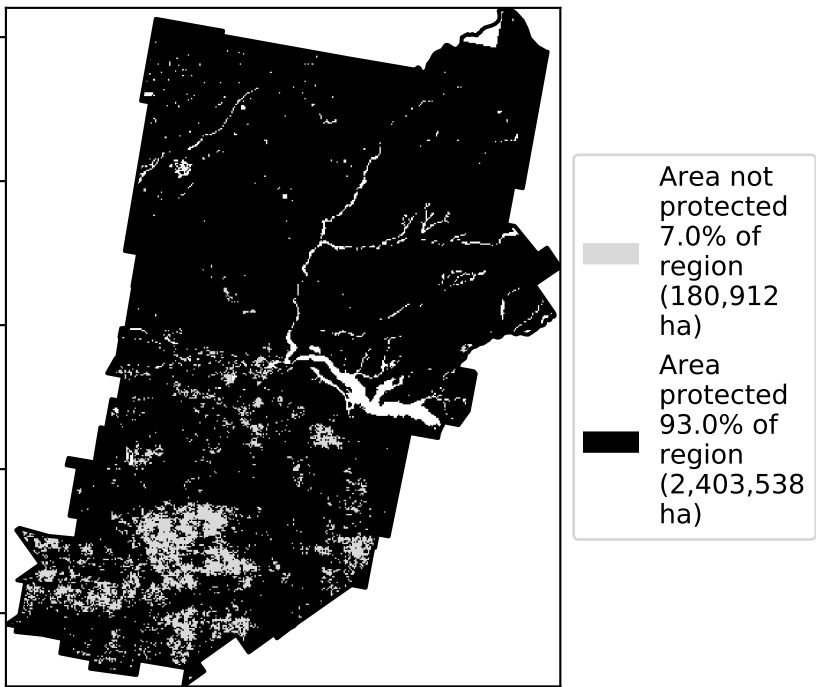 Area not
protected
7.0% of
region
(180,912
ha)
Area
protected
93.0% of
region
(2,403,538
ha)